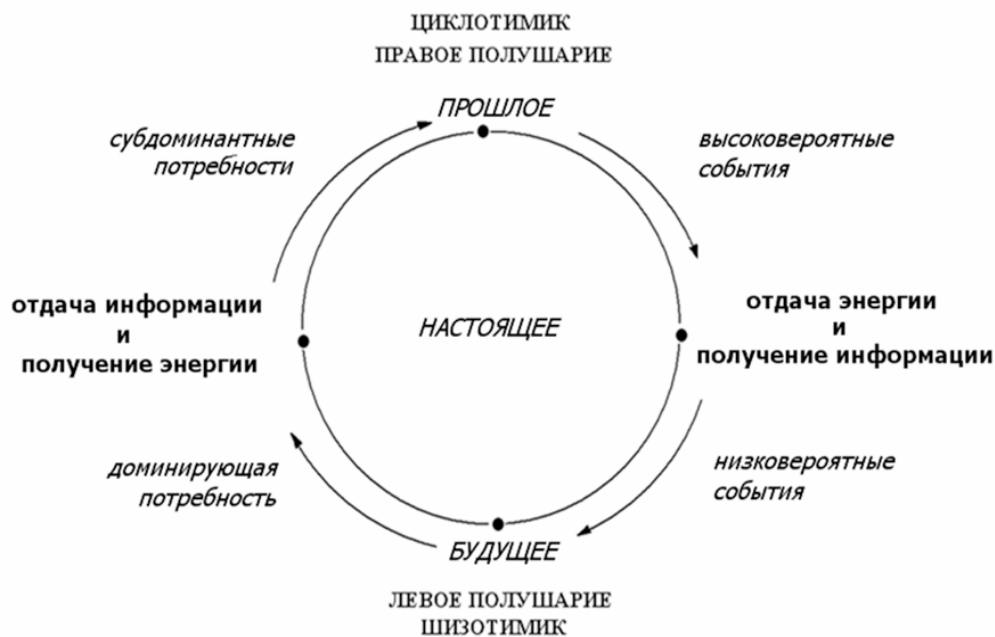 ЦИКЛОТИМИК
ПРАВОЕ ПОЛУШАРИЕ
ПРОШЛОЕ
субдоминантные
потребности
высоковероятные
события
отдача информации
и
получение энергии
НАСТОЯЩЕЕ
отдача энергии
и
получение информации
доминирующая
потребность
низковероятные
события
БУДУЩЕЕ
ЛЕВОЕ ПОЛУШАРИЕ
ШИЗОТИМИК